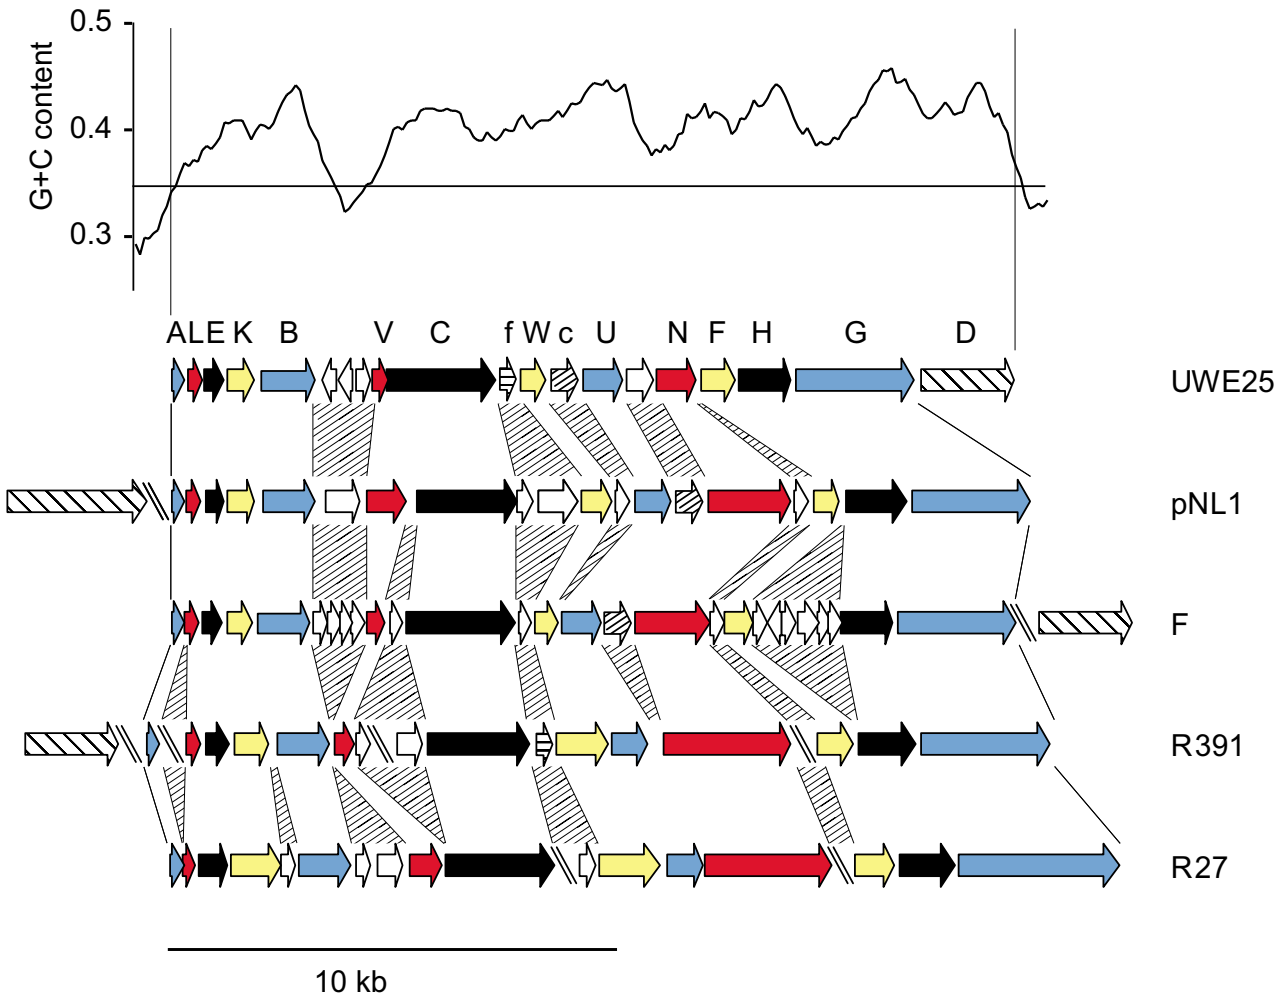 0.5
0.4
0.3
G+C content
A L E K B V C f W c U N F H G D
UWE25
pNL1
F
R391
R27
10 kb